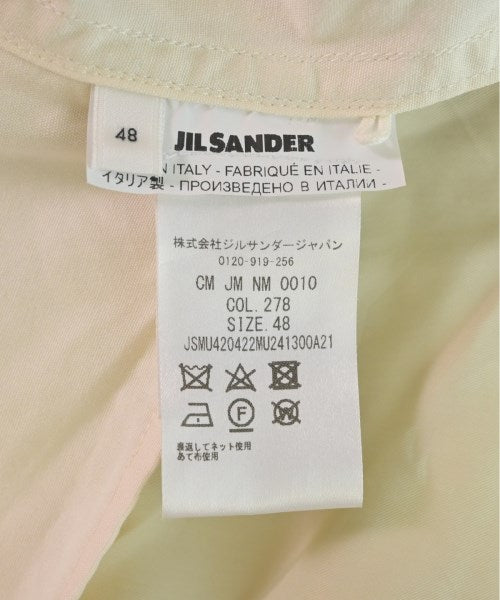 48
JIL SANDER
N ITALY - FABRIQUÉ EN ITALIE -
イタリア製 - ПРОИЗВЕДЕНО В ИТАЛИИ -
株式会社ジルサンダージャパン
0120-919-256
CM JM NM 0010
COL. 278
SIZE. 48
JSMU420422MU241300A21
F
W
裏返してネット使用
あて布使用